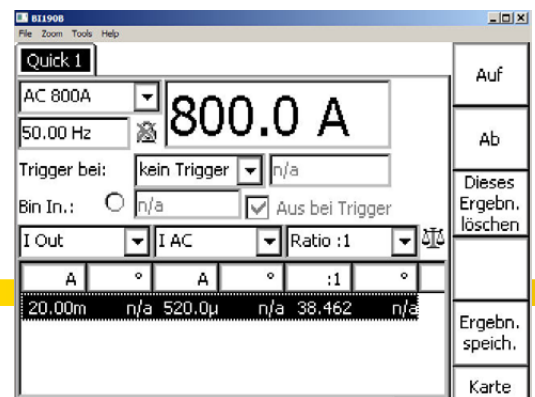 BI190B
File Zoom Tools Help
Quick 1
AC 800A
800.0 A
50.00 Hz
Trigger bei: kein Trigger n/a
Bin In.: n/a Aus bei Trigger
I Out I AC Ratio :1
A ° A ° :1 °
20.00m n/a 520.0µ n/a 38.462 n/a
Auf
Ab
Dieses
Ergebn.
löschen
Ergebn.
speich.
Karte